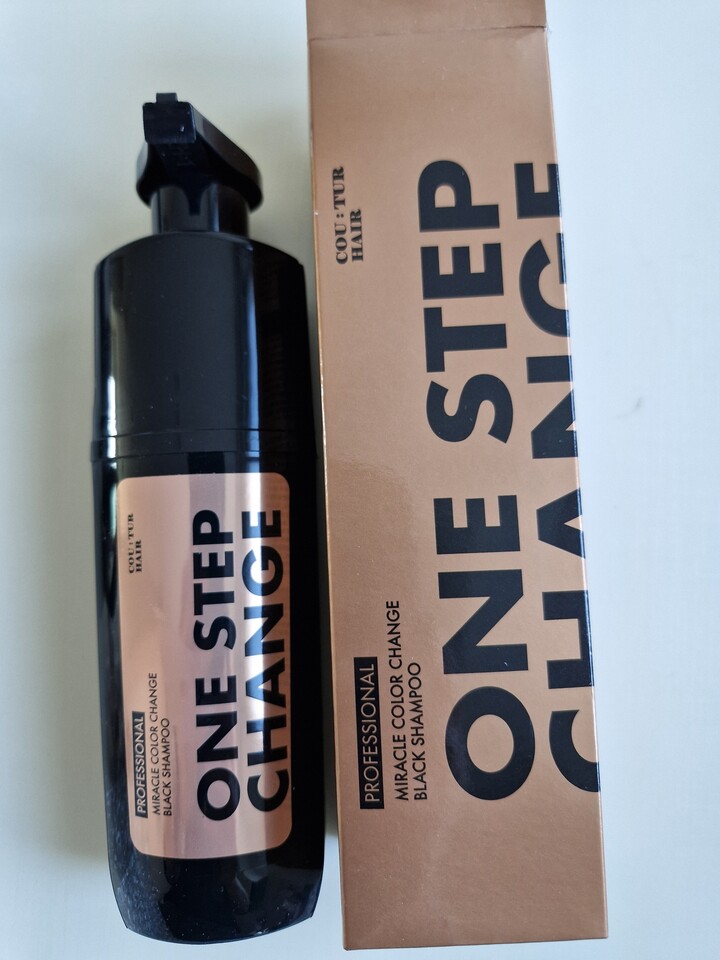 COU:TUR
HAIR
PROFESSIONAL
MIRACLE COLOR CHANGE
BLACK SHAMPOO
ONE STEP
CHANGE
COU:TUR
HAIR
PROFESSIONAL
MIRACLE COLOR CHANGE
BLACK SHAMPOO
ONE STEP
CHANGE